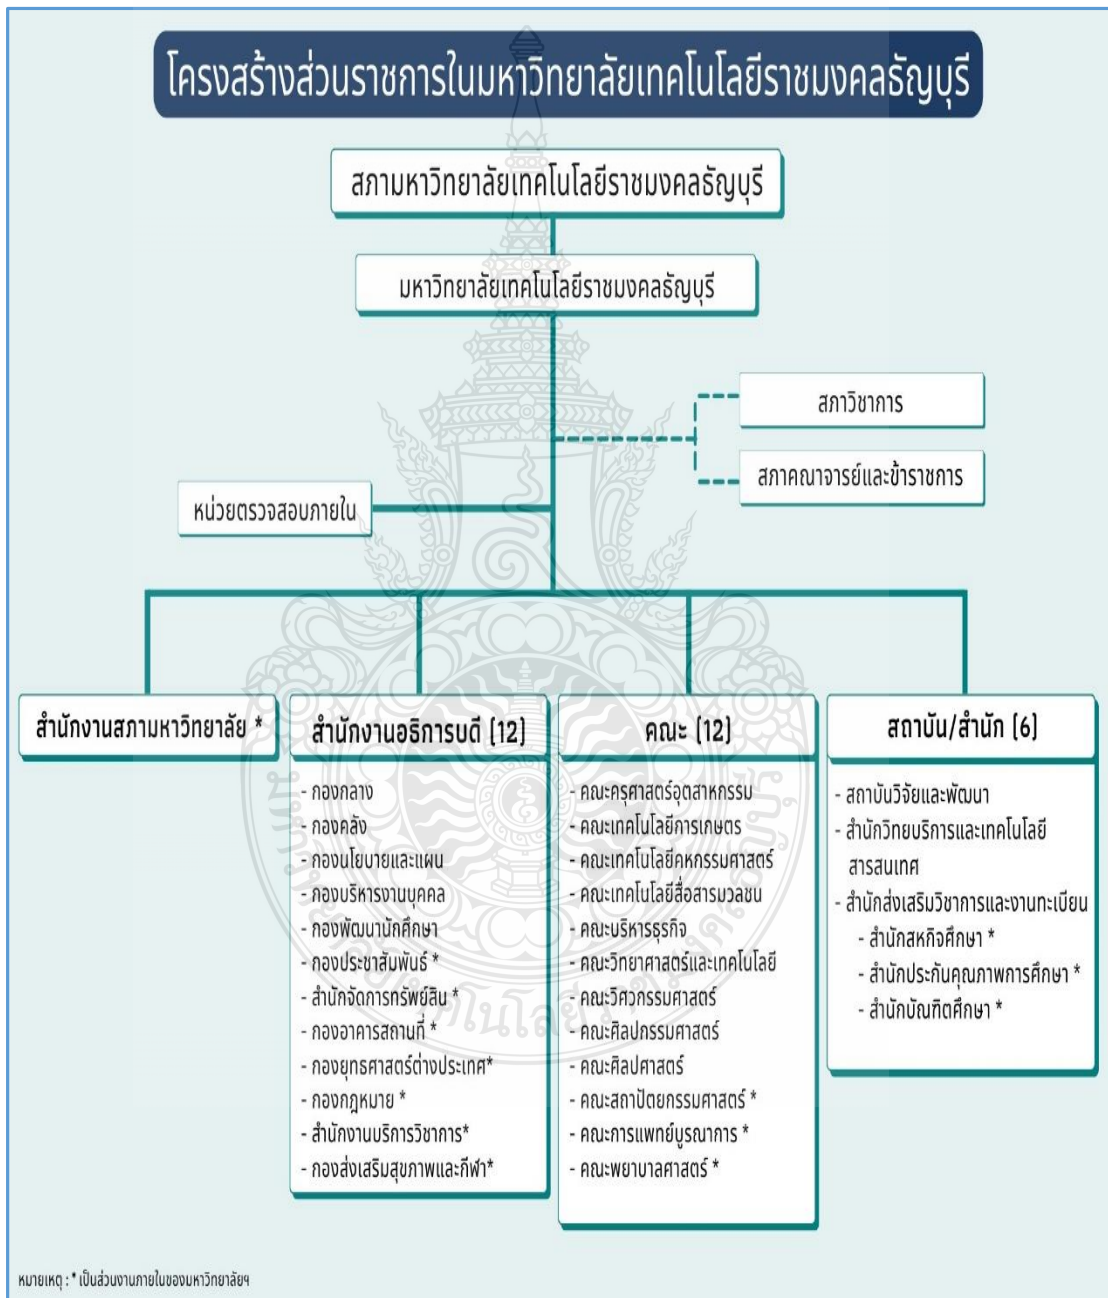 โครงสร้างส่วนราชการในมหาวิทยาลัยเทคโนโลยีราชมงคลธัญบุรี
สภามหาวิทยาลัยเทคโนโลยีราชมงคลธัญบุรี
มหาวิทยาลัยเทคโนโลยีราชมงคลธัญบุรี
สภาวิชาการ
สภาคณาจารย์และข้าราชการ
หน่วยตรวจสอบภายใน
สำนักงานสภามหาวิทยาลัย *
สำนักงานอธิการบดี (12)
- กองกลาง
- กองคลัง
- กองนโยบายและแผน
- กองบริหารงานบุคคล
- กองพัฒนานักศึกษา
- กองประชาสัมพันธ์ *
- สำนักจัดการทรัพย์สิน *
- กองอาคารสถานที่ *
- กองยุทธศาสตร์ต่างประเทศ*
- กองกฎหมาย *
- สำนักงานบริการวิชาการ*
- กองส่งเสริมสุขภาพและกีฬา*
คณะ (12)
- คณะครุศาสตร์อุตสาหกรรม
- คณะเทคโนโลยีการเกษตร
- คณะเทคโนโลยีคหกรรมศาสตร์
- คณะเทคโนโลยีสื่อสารมวลชน
- คณะบริหารธุรกิจ
- คณะวิทยาศาสตร์และเทคโนโลยี
- คณะวิศวกรรมศาสตร์
- คณะศิลปกรรมศาสตร์
- คณะศิลปศาสตร์
- คณะสถาปัตยกรรมศาสตร์ *
- คณะการแพทย์บูรณาการ *
- คณะพยาบาลศาสตร์ *
สถาบัน/สำนัก (6)
- สถาบันวิจัยและพัฒนา
- สำนักวิทยบริการและเทคโนโลยี
สารสนเทศ
- สำนักส่งเสริมวิชาการและงานทะเบียน
- สำนักสหกิจศึกษา *
- สำนักประกันคุณภาพการศึกษา *
- สำนักบัณฑิตศึกษา *
หมายเหตุ : * เป็นส่วนงานภายในของมหาวิทยาลัยฯ